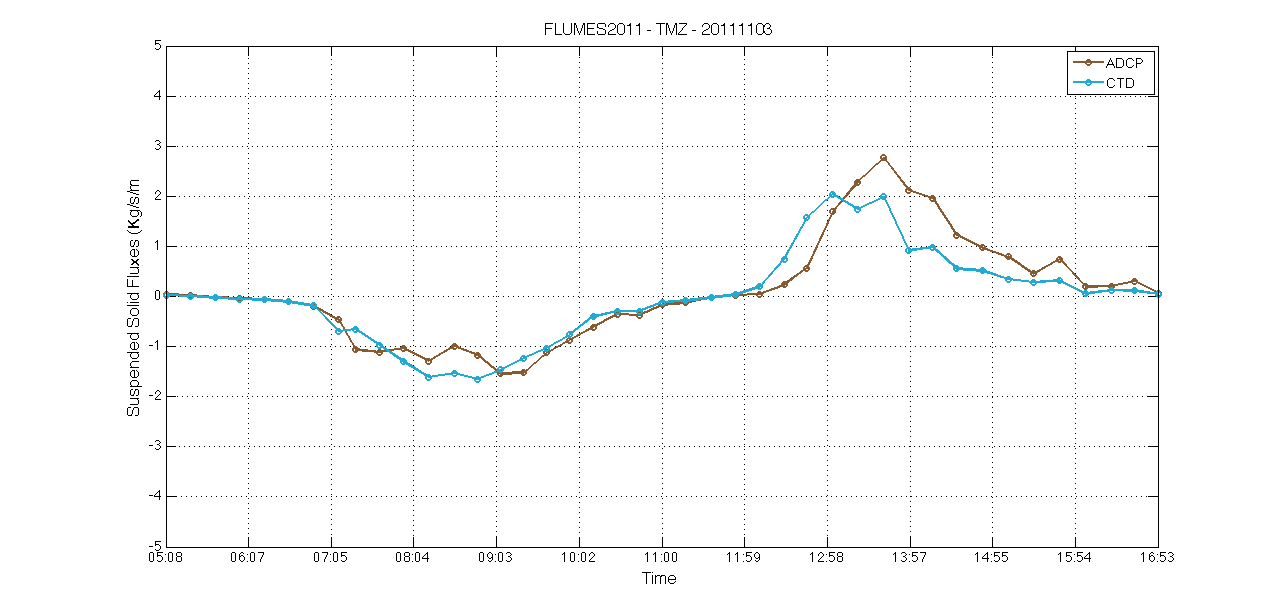 FLUMES2011 - TMZ - 20111103
ADCP
CTD
Suspended Solid Fluxes (Kg/s/m
5
4
3
2
1
0
-1
-2
-3
-4
-5
05:08 06:07 07:05 08:04 09:03 10:02 11:00 11:59 12:58 13:57 14:55 15:54 16:53
Time